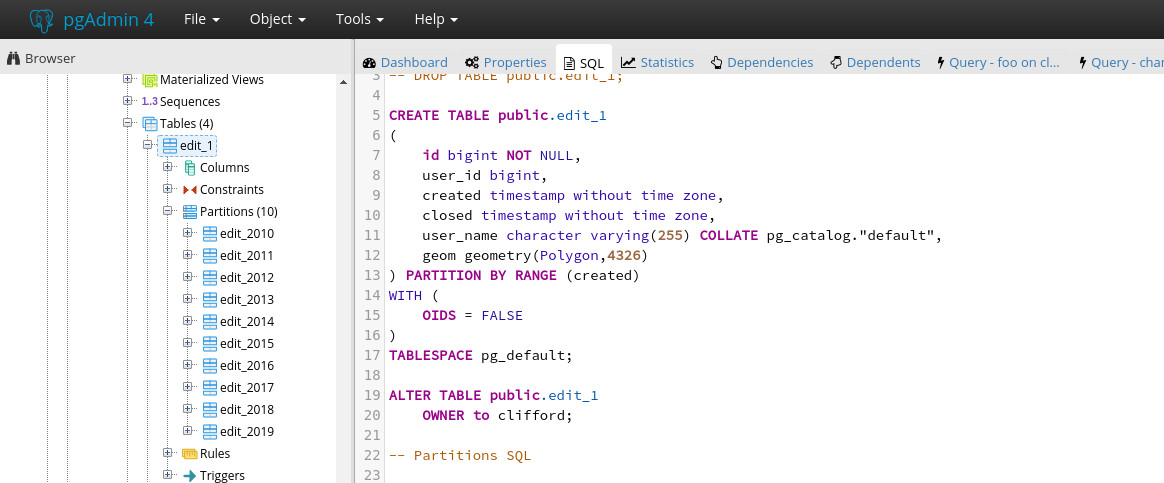 pgAdmin 4 File Object Tools Help
Browser
Materialized Views
1..3 Sequences
Tables (4)
edit_1
Columns
Constraints
Partitions (10)
edit_2010
edit_2011
edit_2012
edit_2013
edit_2014
edit_2015
edit_2016
edit_2017
edit_2018
edit_2019
Rules
Triggers
Dashboard Properties SQL Statistics Dependencies Dependents Query - foo on cl... Query - char
3 -- DROP TABLE public.edit_1;
4
5 CREATE TABLE public.edit_1
6 (
7     id bigint NOT NULL,
8     user_id bigint,
9     created timestamp without time zone,
10     closed timestamp without time zone,
11     user_name character varying(255) COLLATE pg_catalog."default",
12     geom geometry(Polygon,4326)
13 ) PARTITION BY RANGE (created)
14 WITH (
15     OIDS = FALSE
16 )
17 TABLESPACE pg_default;
18
19 ALTER TABLE public.edit_1
20     OWNER to clifford;
21
22 -- Partitions SQL
23